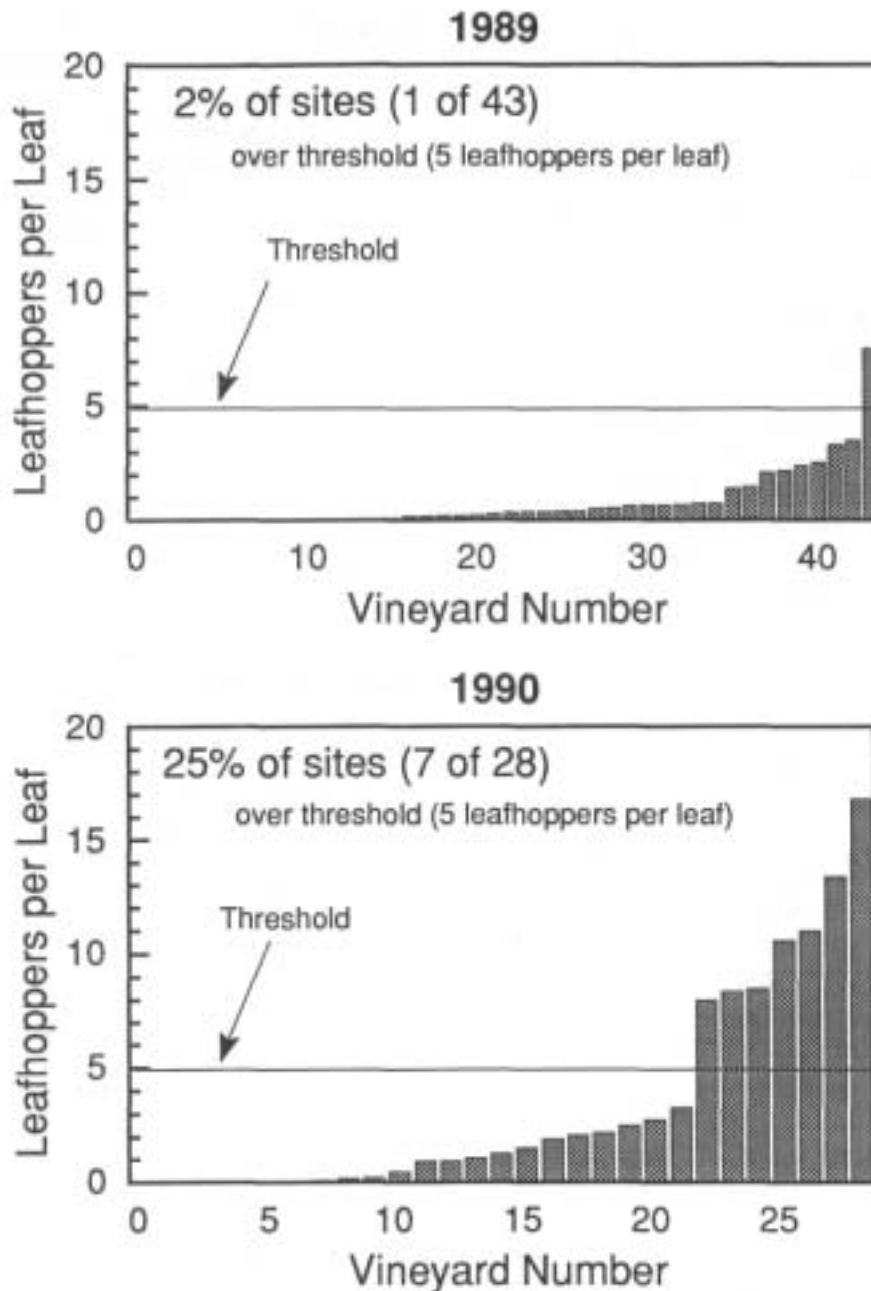 1989
20
2% of sites (1 of 43)
over threshold (5 leafhoppers per leaf)
15
Threshold
10
5
0
Leafhoppers per Leaf
0 10 20 30 40
Vineyard Number
1990
20
25% of sites (7 of 28)
over threshold (5 leafhoppers per leaf)
15
Threshold
10
5
0
Leafhoppers per Leaf
0 5 10 15 20 25
Vineyard Number